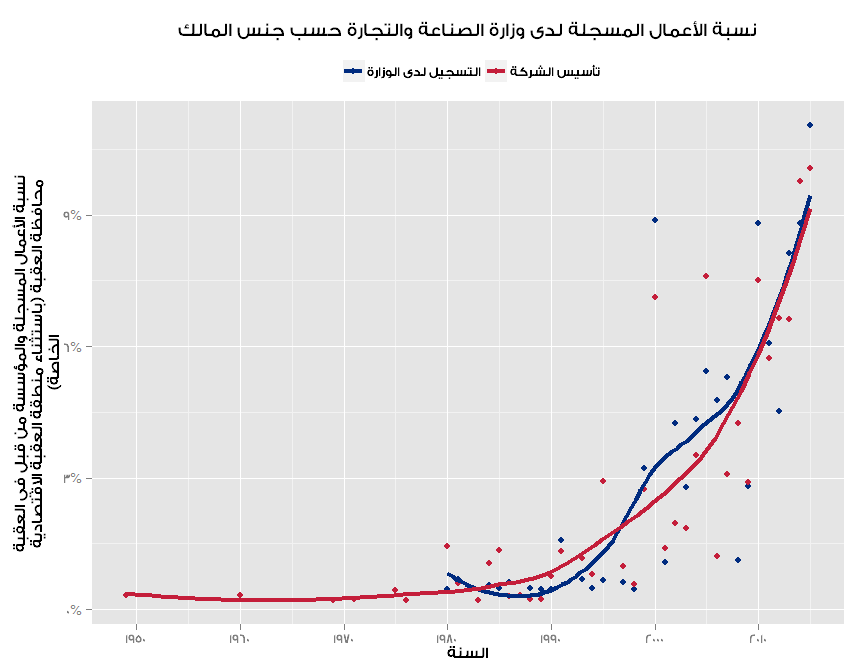 نسبة الأعمال المسجلة لدى وزارة الصناعة والتجارة حسب جنس المالك
تأسيس الشركة
التسجيل لدى الوزارة
نسبة الأعمال المسجلة والمؤسسة من قبل في العقبة
محافظة العقبة (باستثناء منطقة العقبة الاقتصادية
الخاصة)
٩%
٦%
٣%
٠%
١٩٥٠ ١٩٦٠ ١٩٧٠ ١٩٨٠ ١٩٩٠ ٢٠٠٠ ٢٠١٠
السنة